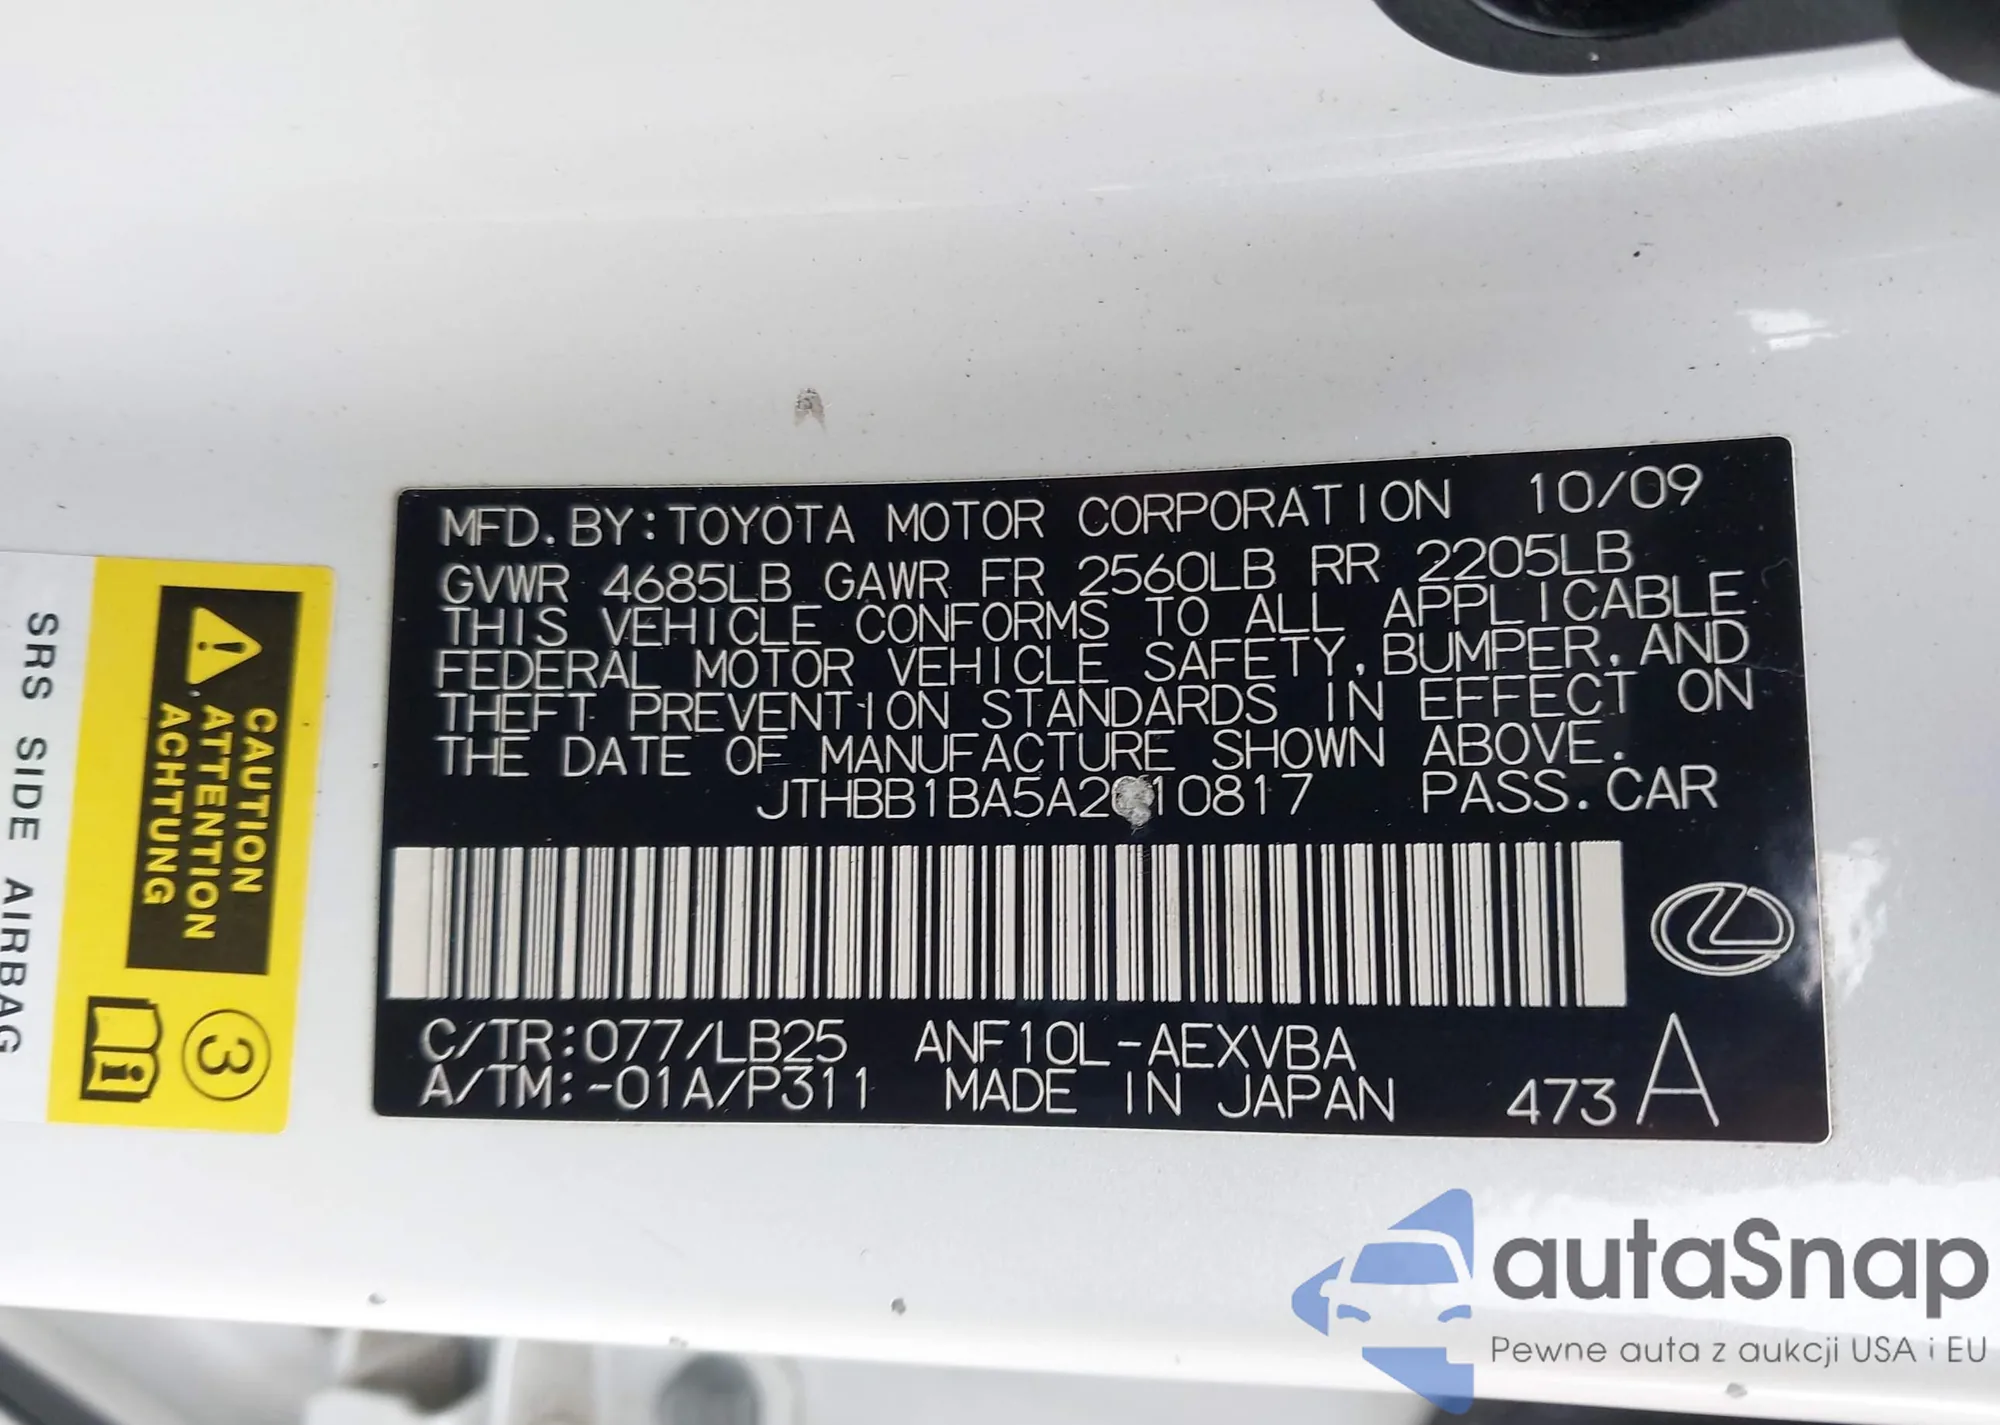 MFD.BY:TOYOTA MOTOR CORPORATION 10/09
GVWR 4685LB GAWR FR 2560LB RR 2205LB
THIS VEHICLE CONFORMS TO ALL APPLICABLE
FEDERAL MOTOR VEHICLE SAFETY,BUMPER,AND
THEFT PREVENTION STANDARDS IN EFFECT ON
THE DATE OF MANUFACTURE SHOWN ABOVE.
PASS.CAR
C/TR:077/LB25 ANF10L-AEXVBA
A/TM:-01A/P311 MADE IN JAPAN 473 A
SRS SIDE AIRBAG
CAUTION
ATTENTION
ACHTUNG
3
autaSnap
Pewne auta z aukcji USA i EU